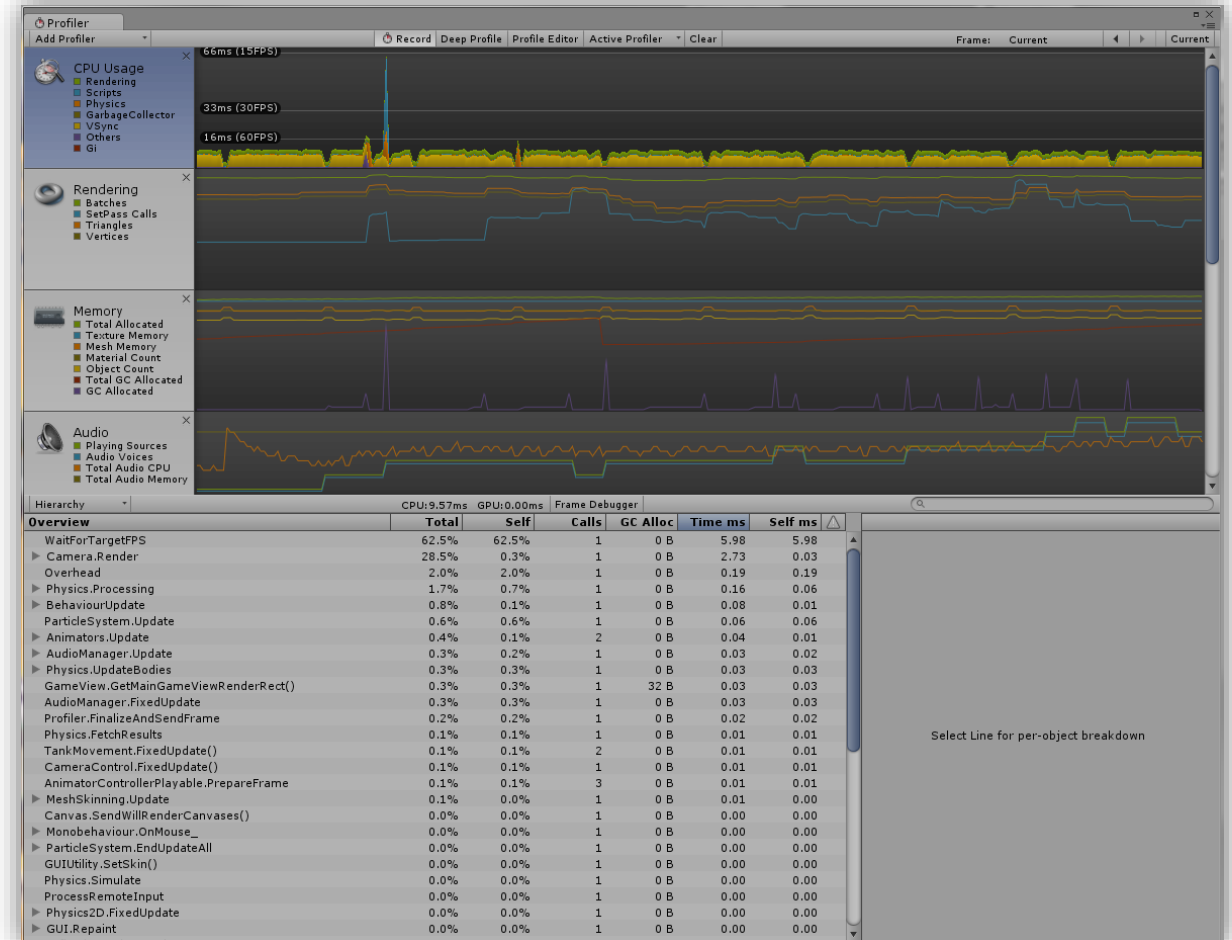 Profiler
Add Profiler Record Deep Profile Profile Editor Active Profiler Clear Frame: Current Current
CPU Usage
Rendering
Scripts
Physics
GarbageCollector
VSync
Others
Gi
66ms (15FPS)
33ms (30FPS)
16ms (60FPS)
Rendering
Batches
SetPass Calls
Triangles
Vertices
Memory
Total Allocated
Texture Memory
Mesh Memory
Material Count
Object Count
Total GC Allocated
GC Allocated
Audio
Playing Sources
Audio Voices
Total Audio CPU
Total Audio Memory
Hierarchy CPU:9.57ms GPU:0.00ms Frame Debugger
Overview Total Self Calls GC Alloc Time ms Self ms
WaitForTargetFPS 62.5% 62.5% 1 0 B 5.98 5.98
Camera.Render 28.5% 0.3% 1 0 B 2.73 0.03
Overhead 2.0% 2.0% 1 0 B 0.19 0.19
Physics.Processing 1.7% 0.7% 1 0 B 0.16 0.06
BehaviourUpdate 0.8% 0.1% 1 0 B 0.08 0.01
ParticleSystem.Update 0.6% 0.6% 1 0 B 0.06 0.06
Animators.Update 0.4% 0.1% 2 0 B 0.04 0.01
AudioManager.Update 0.3% 0.2% 1 0 B 0.03 0.02
Physics.UpdateBodies 0.3% 0.3% 1 0 B 0.03 0.03
GameView.GetMainGameViewRenderRect() 0.3% 0.3% 1 32 B 0.03 0.03
AudioManager.FixedUpdate 0.3% 0.3% 1 0 B 0.03 0.03
Profiler.FinalizeAndSendFrame 0.2% 0.2% 1 0 B 0.02 0.02
Physics.FetchResults 0.1% 0.1% 1 0 B 0.01 0.01
TankMovement.FixedUpdate() 0.1% 0.1% 2 0 B 0.01 0.01
CameraControl.FixedUpdate() 0.1% 0.1% 1 0 B 0.01 0.01
AnimatorControllerPlayable.PrepareFrame 0.1% 0.1% 3 0 B 0.01 0.01
MeshSkinning.Update 0.1% 0.0% 1 0 B 0.01 0.00
Canvas.SendWillRenderCanvases() 0.0% 0.0% 1 0 B 0.00 0.00
Monobehaviour.OnMouse_ 0.0% 0.0% 1 0 B 0.00 0.00
ParticleSystem.EndUpdateAll 0.0% 0.0% 1 0 B 0.00 0.00
GUIUtility.SetSkin() 0.0% 0.0% 1 0 B 0.00 0.00
Physics.Simulate 0.0% 0.0% 1 0 B 0.00 0.00
ProcessRemoteInput 0.0% 0.0% 1 0 B 0.00 0.00
Physics2D.FixedUpdate 0.0% 0.0% 1 0 B 0.00 0.00
GUI.Repaint 0.0% 0.0% 1 0 B 0.00 0.00
Select Line for per-object breakdown